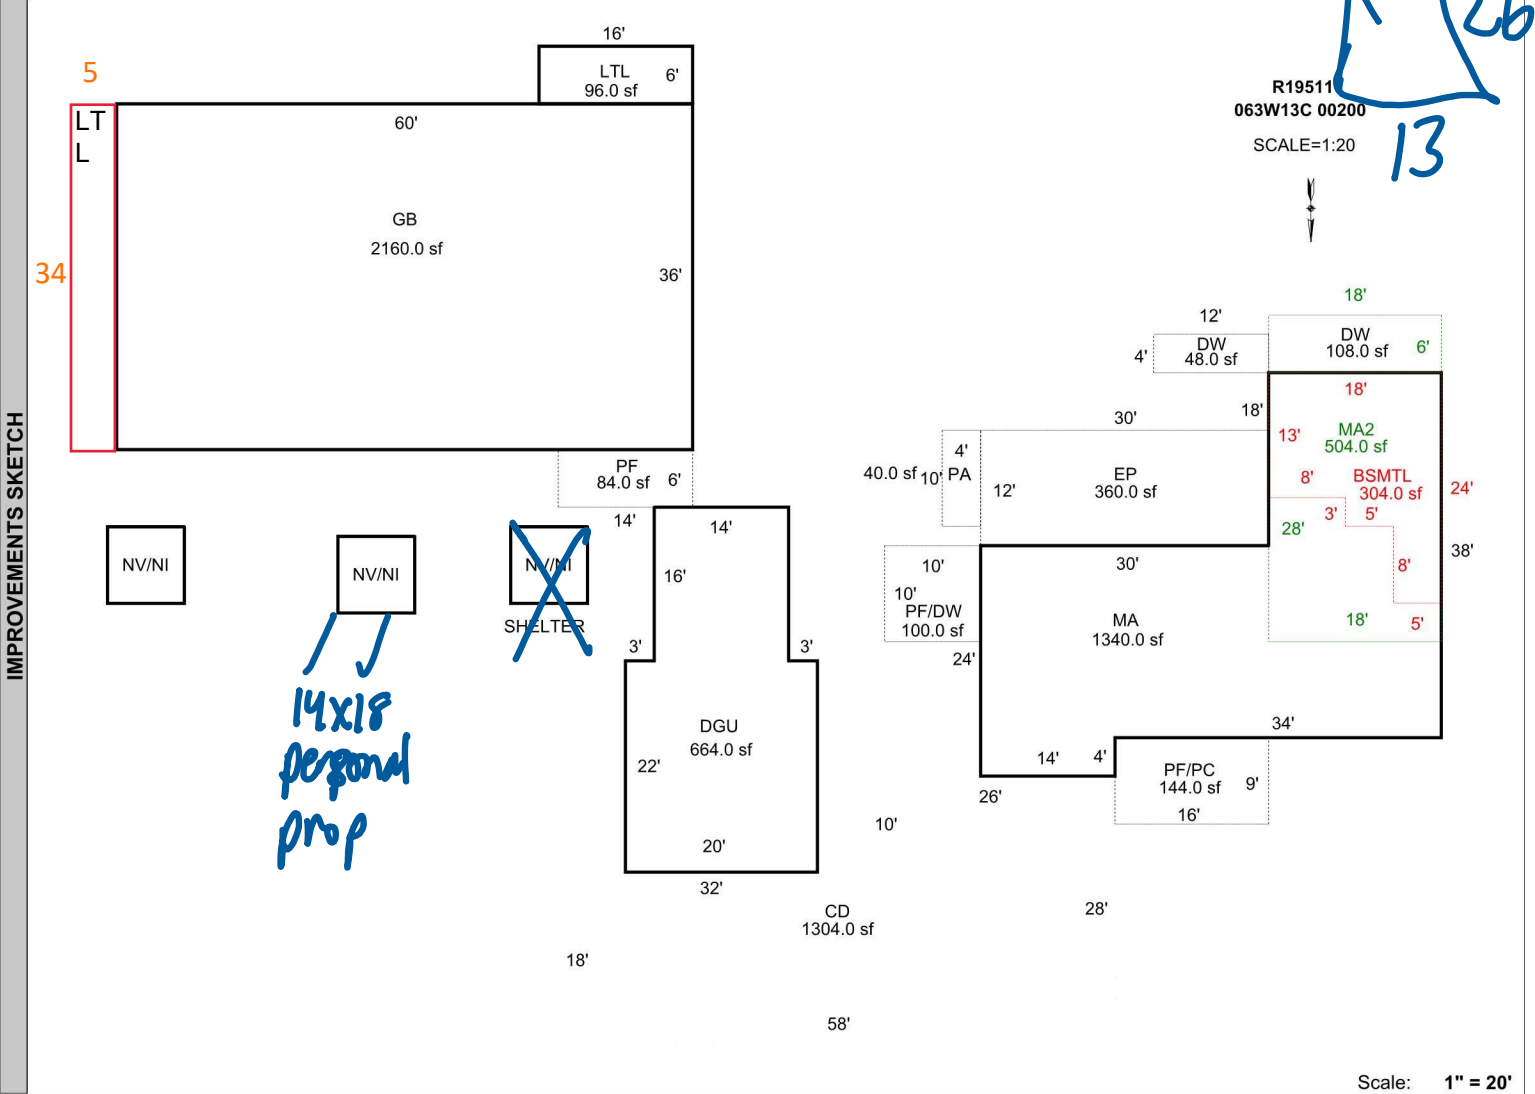 IMPROVEMENTS SKETCH
16'
LTL
96.0 sf
6'
5
LT
L
60'
GB
2160.0 sf
36'
34
PF
84.0 sf
6'
14'
NV/NI
NV/NI
NV/NI
SHELTER
14x18
personal
prop
14'
16'
3'
3'
DGU
664.0 sf
22'
20'
32'
CD
1304.0 sf
18'
58'
10'
28'
26
R19511
063W13C 00200
13
SCALE=1:20
18'
DW
108.0 sf
6'
12'
DW
48.0 sf
4'
18'
18'
13'
MA2
504.0 sf
30'
4'
40.0 sf
10'
PA
EP
360.0 sf
12'
8'
BSMTL
304.0 sf
24'
3'
5'
28'
38'
8'
10'
10'
PF/DW
100.0 sf
30'
MA
1340.0 sf
18'
5'
24'
34'
14'
4'
26'
PF/PC
144.0 sf
9'
16'
Scale: 1" = 20'